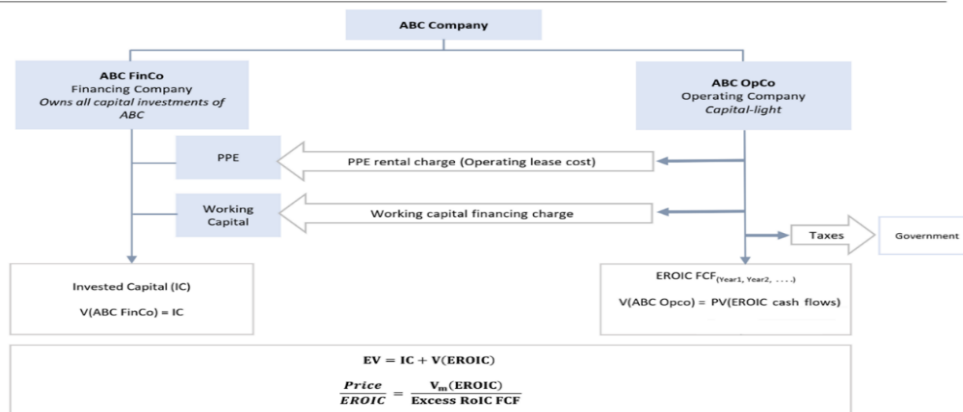 ABC Company
ABC FinCo
Financing Company
Owns all capital investments of
ABC
ABC OpCo
Operating Company
Capital-light
PPE
PPE rental charge (Operating lease cost)
Working
Capital
Working capital financing charge
Taxes
Government
Invested Capital (IC)
V(ABC FinCo) = IC
EROIC FCF(Year1, Year2, . . . .)
V(ABC Opco) = PV(EROIC cash flows)
EV = IC + V(EROIC)
Price/EROIC = Vm(EROIC)/Excess RoIC FCF